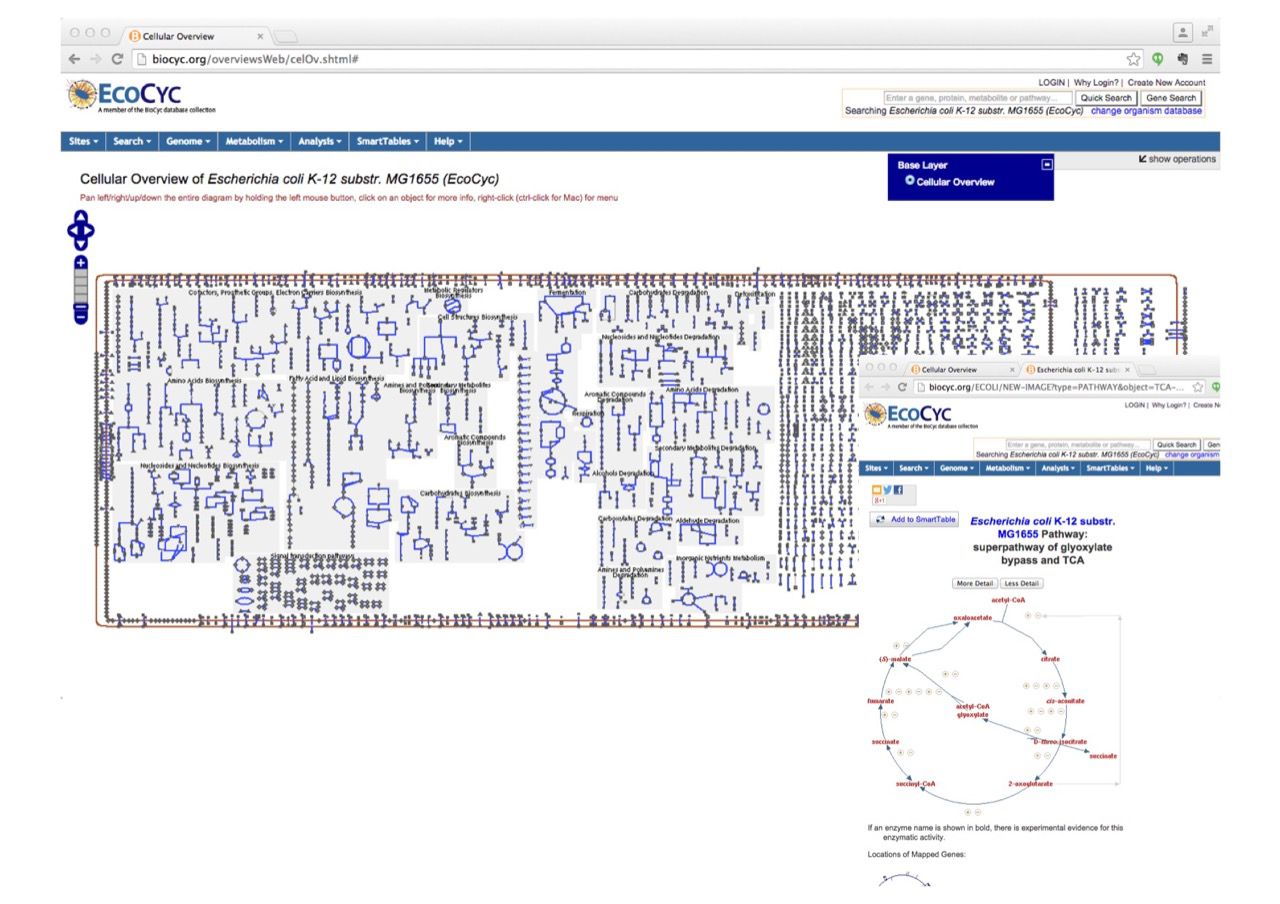 Cellular Overview
biocyc.org/overviewsWeb/celOv.shtml#
ECOCYC
A member of the BioCyc database collection
LOGIN | Why Login? | Create New Account
Enter a gene, protein, metabolite or pathway... Quick Search Gene Search
Searching Escherichia coli K-12 substr. MG1655 (EcoCyc) change organism database
Sites Search Genome Metabolism Analysis SmartTables Help
show operations
Base Layer
Cellular Overview
Cellular Overview of Escherichia coli K-12 substr. MG1655 (EcoCyc)
Pan left/right/up/down the entire diagram by holding the left mouse button, click on an object for more info, right-click (ctrl-click for Mac) for menu
Cofactors, Prosthetic Groups, Electron Carriers Biosynthesis
Metabolic Regulators
Biosynthesis
Fermentation
Carbohydrates Degradation
Detoxification
Cell Structures Biosynthesis
Nucleosides and Nucleotides Degradation
Amino Acids Biosynthesis
Fatty Acid and Lipid Biosynthesis
Amines and
Secondary Metabolites
Biosynthesis
Amino Acids Degradation
Aromatic Compounds
Degradation
Respiration
Aromatic Compounds
Biosynthesis
Secondary Metabolites Degradation
Nucleosides and Nucleotides Biosynthesis
Alcohols Degradation
Carbohydrates Biosynthesis
Carboxylates Degradation
Aldehyde Degradation
Signal transduction pathways
Inorganic Nutrients Metabolism
Amines and Polyamines
Degradation
Cellular Overview
Escherichia coli K-12 subs
biocyc.org/ECOLI/NEW-IMAGE?type=PATHWAY&object=TCA-...
LOGIN | Why Login? | Create N
ECOCYC
A member of the BioCyc database collection
Enter a gene, protein, metabolite or pathway... Quick Search Gen
Searching Escherichia coli K-12 substr. MG1655 (EcoCyc) change organism
Sites Search Genome Metabolism Analysis SmartTables Help
g+1
Add to SmartTable
Escherichia coli K-12 substr.
MG1655 Pathway:
superpathway of glyoxylate
bypass and TCA
More Detail Less Detail
acetyl-CoA
oxaloacetate
(S)-malate
citrate
fumarate
cis-aconitate
acetyl-CoA
glyoxylate
succinate
D-threo-isocitrate
succinate
succinyl-CoA
2-oxoglutarate
If an enzyme name is shown in bold, there is experimental evidence for this
enzymatic activity.
Locations of Mapped Genes: